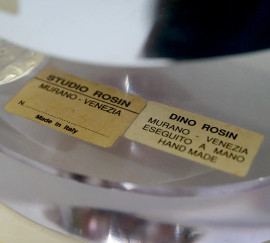 STUDIO ROSIN
MURANO - VENEZIA
N.
Made in Italy
DINO ROSIN
MURANO - VENEZIA
ESEGUITO A MANO
HAND MADE